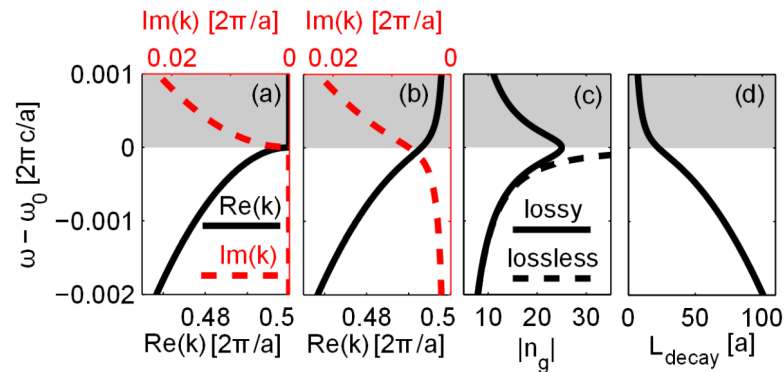 Im(k) [2π/a] Im(k) [2π/a]
0.02 0 0.02 0
0.001 (a) (b) (c) (d)
0
−0.001
−0.002
ω − ω₀ [2πc/a]
Re(k)
Im(k)
lossy
lossless
0.48 0.5 0.48 0.5 10 20 30 0 50 100
Re(k) [2π/a] Re(k) [2π/a] |n_g| L_decay [a]